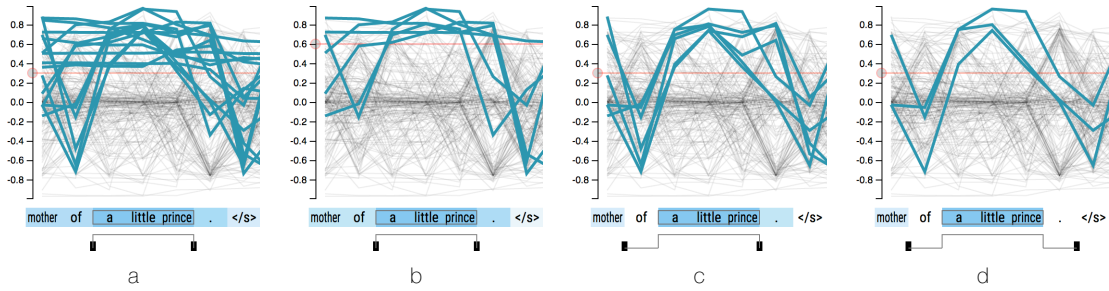 0.8 0.8 0.8 0.8
0.6 0.6 0.6 0.6
0.4 0.4 0.4 0.4
0.2 0.2 0.2 0.2
0.0 0.0 0.0 0.0
-0.2 -0.2 -0.2 -0.2
-0.4 -0.4 -0.4 -0.4
-0.6 -0.6 -0.6 -0.6
-0.8 -0.8 -0.8 -0.8
mother of a little prince . </s> mother of a little prince . </s> mother of a little prince . </s> mother of a little prince . </s>
a b c d